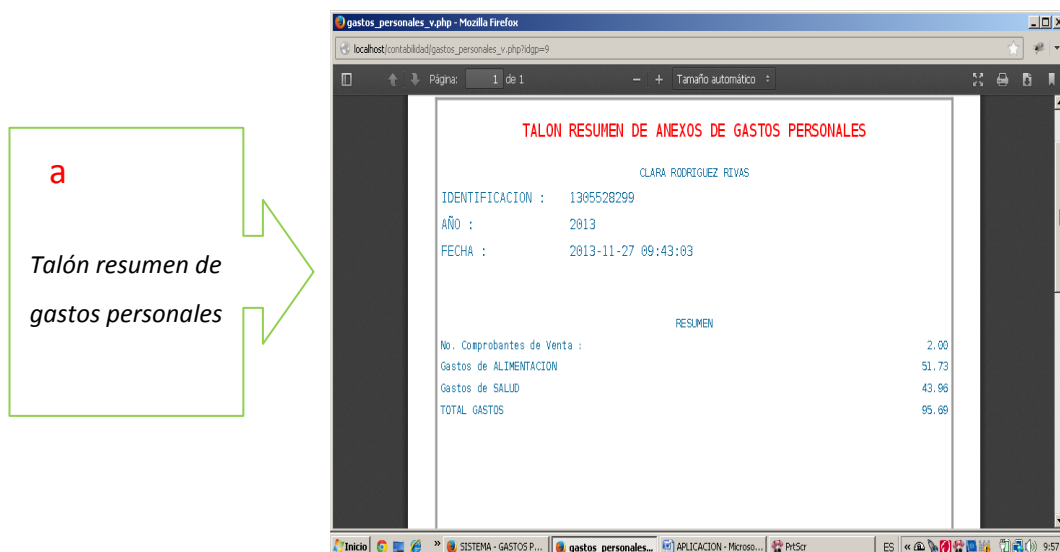 a
Talón resumen de
gastos personales
gastos_personales_v.php - Mozilla Firefox
localhost/contabilidad/gastos_personales_v.php?idgp=9
Página: 1 de 1 Tamaño automático
TALON RESUMEN DE ANEXOS DE GASTOS PERSONALES
CLARA RODRIGUEZ RIVAS
IDENTIFICACION : 1305528299
AÑO : 2013
FECHA : 2013-11-27 09:43:03
RESUMEN
No. Comprobantes de Venta : 2.00
Gastos de ALIMENTACION 51.73
Gastos de SALUD 43.96
TOTAL GASTOS 95.69
Inicio » SISTEMA - GASTOS P... gastos_personales... APLICACION - Microso... PrtScr ES «